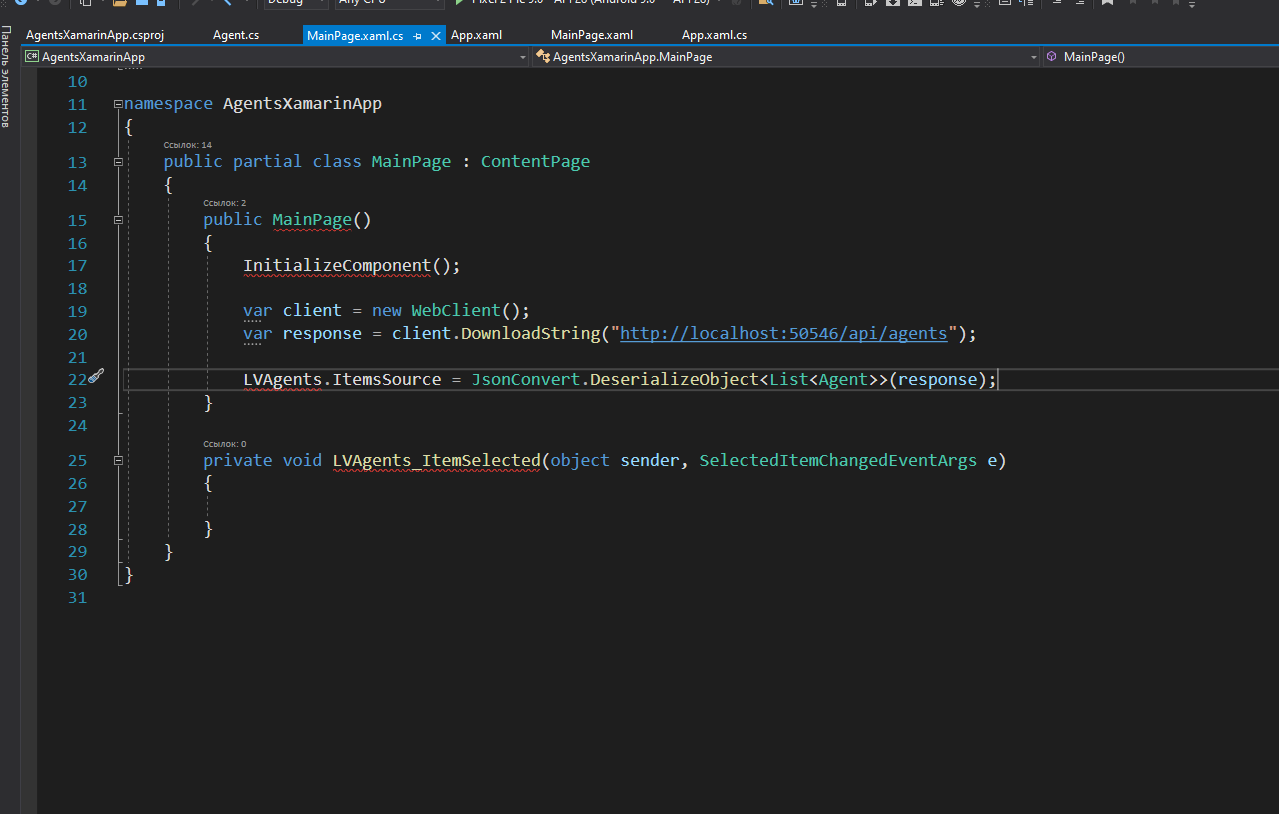 Debug Any CPU Pixel 2 Pie 9.0 - API 28 (Android 9.0 - API 28)
AgentsXamarinApp.csproj Agent.cs MainPage.xaml.cs App.xaml MainPage.xaml App.xaml.cs
Панель элементов
AgentsXamarinApp AgentsXamarinApp.MainPage MainPage()
10
11 namespace AgentsXamarinApp
12 {
Ссылок: 14
13 public partial class MainPage : ContentPage
14 {
Ссылок: 2
15 public MainPage()
16 {
17 InitializeComponent();
18
19 var client = new WebClient();
20 var response = client.DownloadString("http://localhost:50546/api/agents");
21
22 LVAgents.ItemsSource = JsonConvert.DeserializeObject<List<Agent>>(response);
23 }
24
Ссылок: 0
25 private void LVAgents_ItemSelected(object sender, SelectedItemChangedEventArgs e)
26 {
27
28 }
29 }
30 }
31